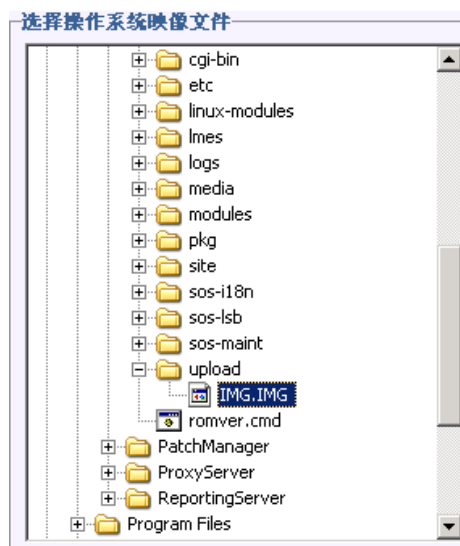 选择操作系统映像文件
cgi-bin
etc
linux-modules
lmes
logs
media
modules
pkg
site
sos-i18n
sos-lsb
sos-maint
upload
IMG.IMG
romver.cmd
PatchManager
ProxyServer
ReportingServer
Program Files